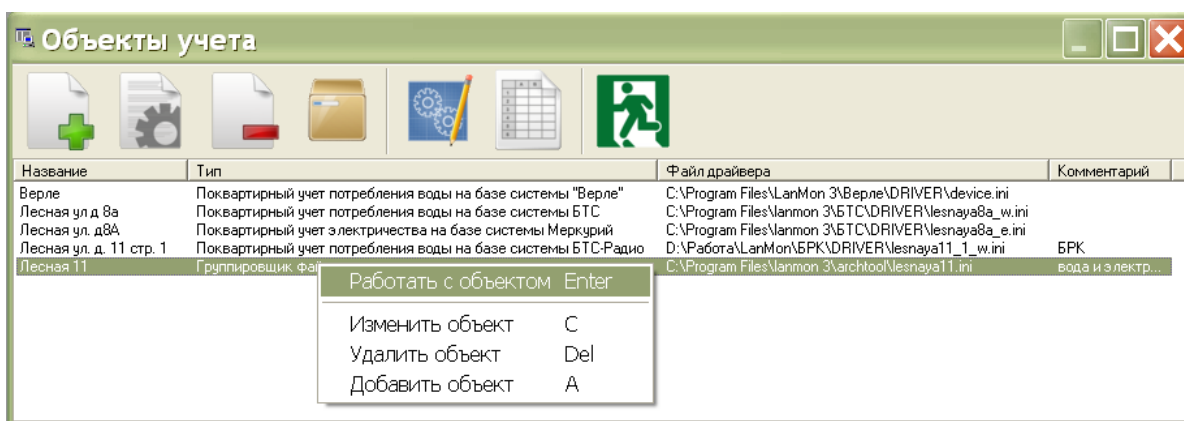 Объекты учета
Название Тип Файл драйвера Комментарий
Верле Поквартирный учет потребления воды на базе системы "Верле" C:\Program Files\LanMon 3\Верле\DRIVER\device.ini
Лесная ул д 8а Поквартирный учет потребления воды на базе системы БТС C:\Program Files\lanmon 3\БТС\DRIVER\lesnaya8a_w.ini
Лесная ул. д8А Поквартирный учет электричества на базе системы Меркурий C:\Program Files\lanmon 3\БТС\DRIVER\lesnaya8a_e.ini
Лесная ул. д. 11 стр. 1 Поквартирный учет потребления воды на базе системы БТС-Радио D:\Работа\LanMon\БРК\DRIVER\lesnaya11_1_w.ini БРК
Лесная 11 Группировщик фай C:\Program Files\lanmon 3\archtool\lesnaya11.ini вода и электр...
Работать с объектом Enter
Изменить объект C
Удалить объект Del
Добавить объект A